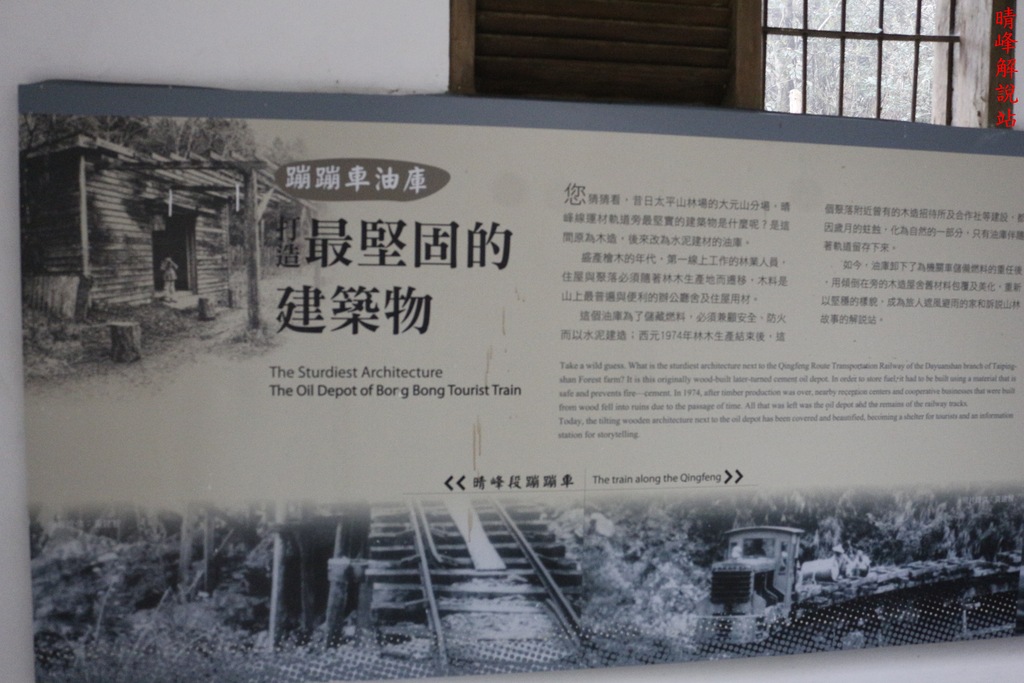 晴峰解說站
蹦蹦車油庫
打造最堅固的
建築物
The Sturdiest Architecture
The Oil Depot of Bong Bong Tourist Train
您猜猜看，昔日太平山林場的大元山分場，晴
峰線運材軌道旁最堅實的建築物是什麼呢？是這
間原為木造，後來改為水泥建材的油庫。
盛產檜木的年代，第一線上工作的林業人員，
住屋與聚落必須隨著林木生產地而遷移，木料是
山上最普遍與便利的辦公廳舍及住屋用材。
這個油庫為了儲藏燃料，必須兼顧安全、防火
而以水泥建造；西元1974年林木生產結束後，這
個聚落附近曾有的木造招待所及合作社等建設，都
因歲月的蛀蝕，化為自然的一部分，只有油庫伴隨
著軌道留存下來。
如今，油庫卸下了為機關車儲備燃料的重任後
，用傾倒在旁的木造屋舍舊材料包覆及美化，重新
以堅穩的樣貌，成為旅人遮風避雨的家和訴說山林
故事的解說站。
Take a wild guess. What is the sturdiest architecture next to the Qingfeng Route Transportation Railway of the Dayuanshan branch of Taiping-
shan Forest farm? It is this originally wood-built later-turned cement oil depot. In order to store fuel, it had to be built using a material that is
safe and prevents fire—cement. In 1974, after timber production was over, nearby reception centers and cooperative businesses that were built
from wood fell into ruins due to the passage of time. All that was left was the oil depot and the remains of the railway tracks.
Today, the tilting wooden architecture next to the oil depot has been covered and beautified, becoming a shelter for tourists and an information
station for storytelling.
<< 晴峰段蹦蹦車 The train along the Qingfeng >>